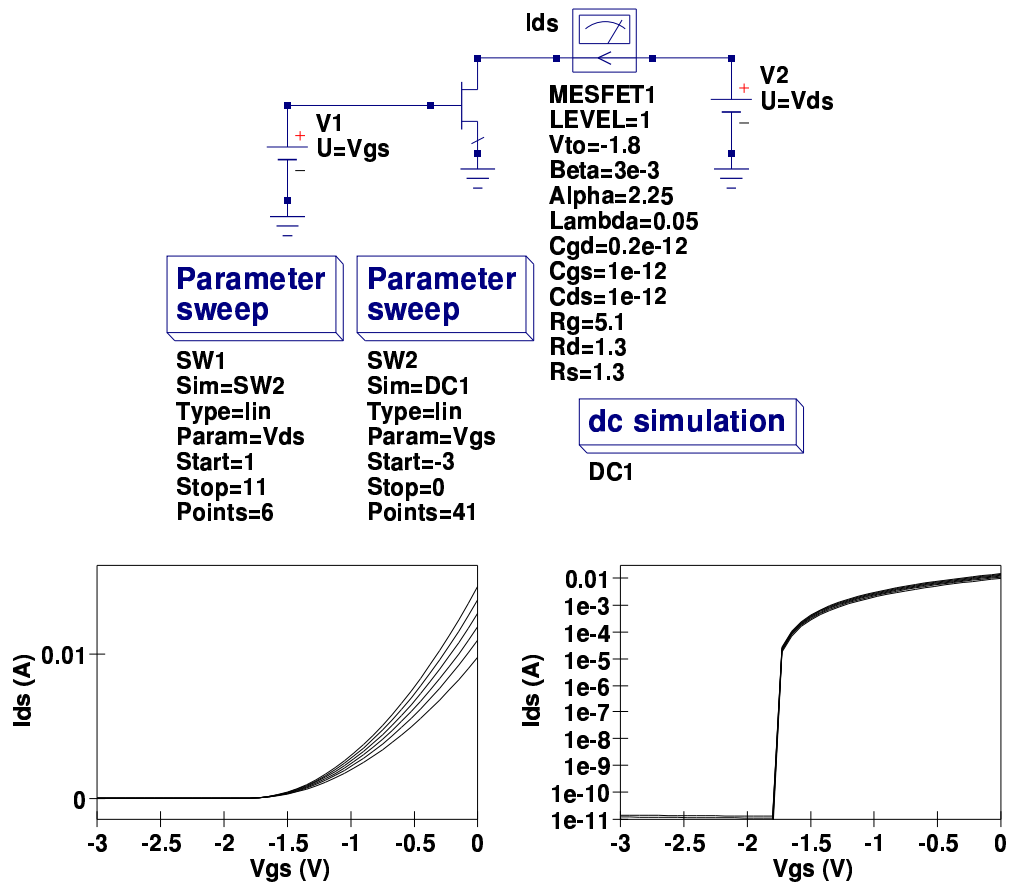 Ids
V1
U=Vgs
V2
U=Vds
MESFET1
LEVEL=1
Vto=-1.8
Beta=3e-3
Alpha=2.25
Lambda=0.05
Cgd=0.2e-12
Cgs=1e-12
Cds=1e-12
Rg=5.1
Rd=1.3
Rs=1.3
Parameter
sweep
SW1
Sim=SW2
Type=lin
Param=Vds
Start=1
Stop=11
Points=6
Parameter
sweep
SW2
Sim=DC1
Type=lin
Param=Vgs
Start=-3
Stop=0
Points=41
dc simulation
DC1
Ids (A)
0.01
0
-3 -2.5 -2 -1.5 -1 -0.5 0
Vgs (V)
Ids (A)
0.01
1e-3
1e-4
1e-5
1e-6
1e-7
1e-8
1e-9
1e-10
1e-11
-3 -2.5 -2 -1.5 -1 -0.5 0
Vgs (V)